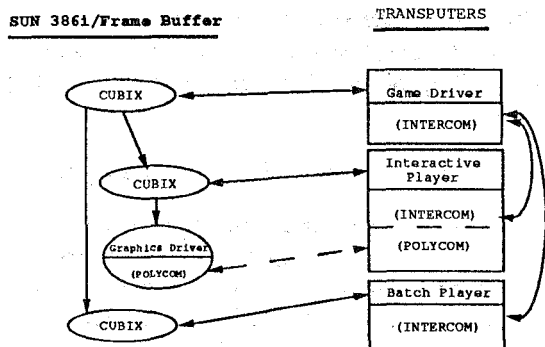 SUN 386i/Frame Buffer
TRANSPUTERS
CUBIX
Game Driver
(INTERCOM)
CUBIX
Interactive
Player
(INTERCOM)
Graphics Driver
(POLYCOM)
(POLYCOM)
CUBIX
Batch Player
(INTERCOM)